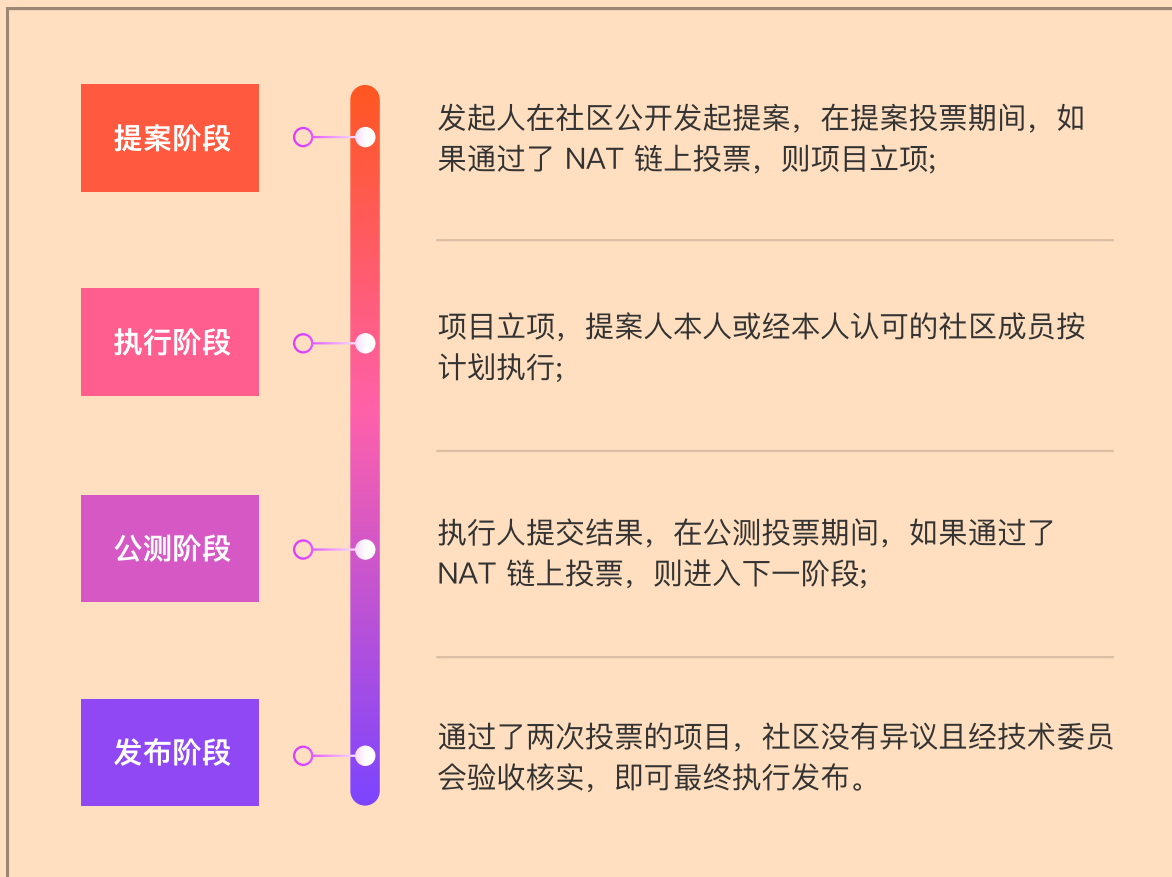 提案阶段
发起人在社区公开发起提案，在提案投票期间，如
果通过了 NAT 链上投票，则项目立项;
执行阶段
项目立项，提案人本人或经本人认可的社区成员按
计划执行;
公测阶段
执行人提交结果，在公测投票期间，如果通过了
NAT 链上投票，则进入下一阶段;
发布阶段
通过了两次投票的项目，社区没有异议且经技术委员
会验收核实，即可最终执行发布。